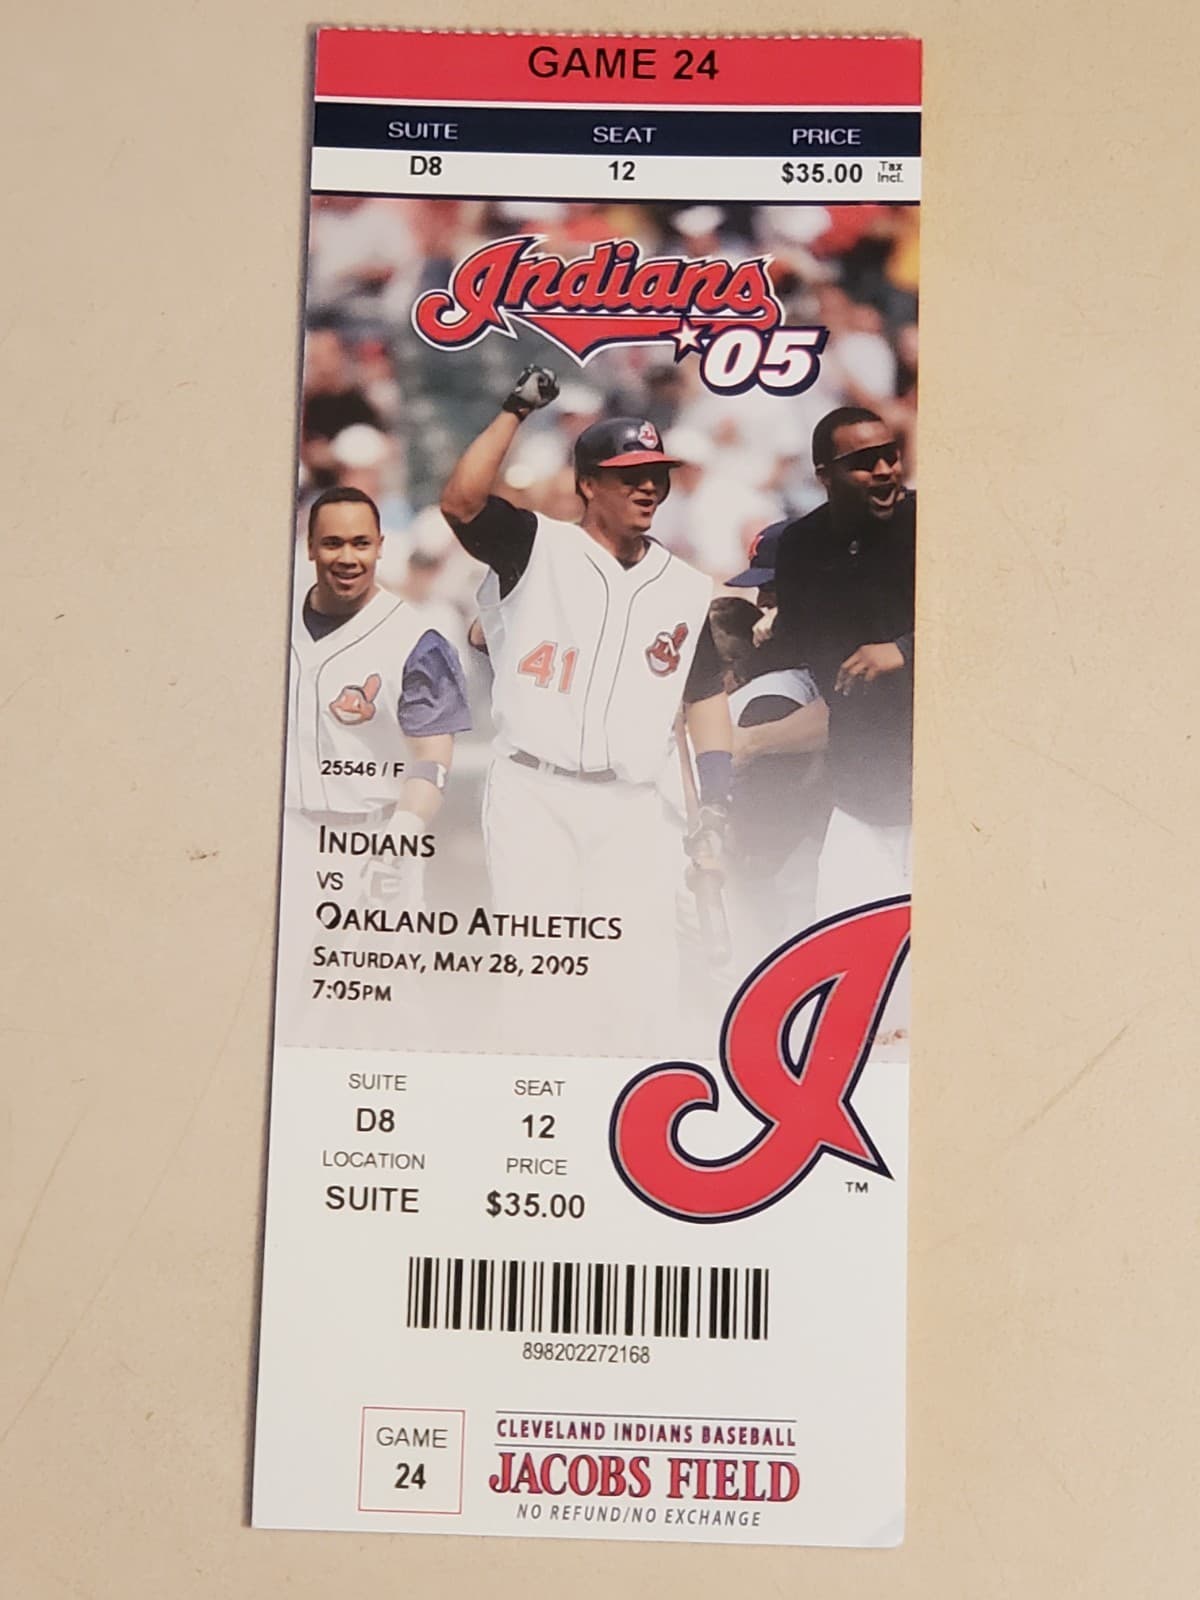 GAME 24
SUITE SEAT PRICE
D8 12 $35.00 Tax Incl.
Indians
'05
41
25546 / F
INDIANS
VS
OAKLAND ATHLETICS
SATURDAY, MAY 28, 2005
7:05PM
SUITE SEAT
D8 12
LOCATION PRICE
SUITE $35.00
TM
898202272168
GAME
24
CLEVELAND INDIANS BASEBALL
JACOBS FIELD
NO REFUND/NO EXCHANGE